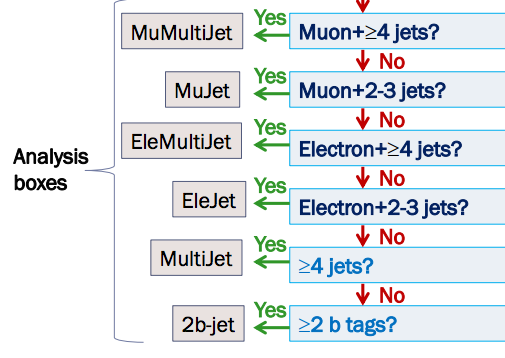 MuMultiJet
Yes
Muon+≥4 jets?
No
MuJet
Yes
Muon+2-3 jets?
No
EleMultiJet
Yes
Electron+≥4 jets?
No
Analysis
boxes
EleJet
Yes
Electron+2-3 jets?
No
MultiJet
Yes
≥4 jets?
No
2b-jet
Yes
≥2 b tags?